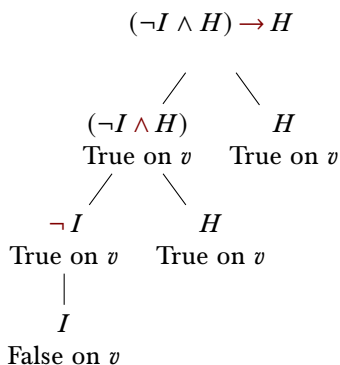 (¬I ∧ H) → H
(¬I ∧ H) H
True on v True on v
¬ I H
True on v True on v
I
False on v